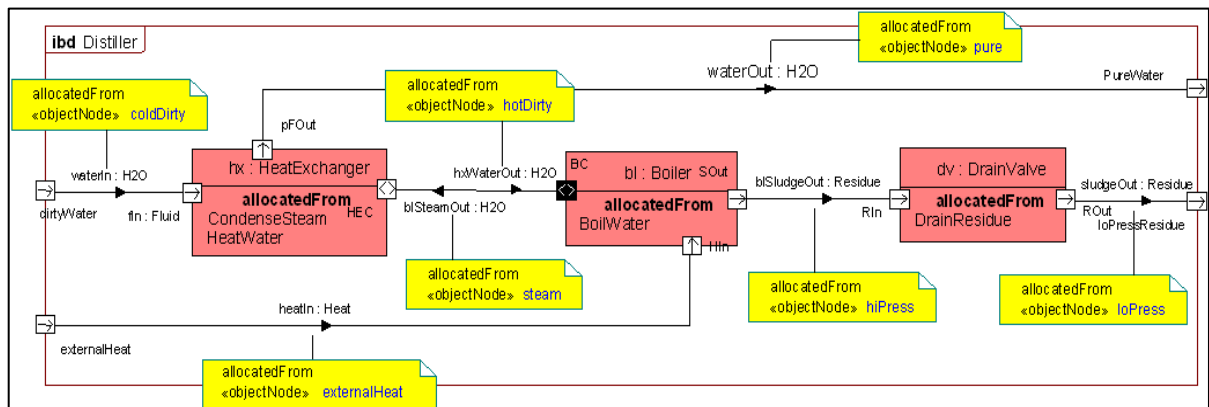 ibd Distiller
allocatedFrom
«objectNode» pure
waterOut : H2O
PureWater
allocatedFrom
«objectNode» coldDirty
allocatedFrom
«objectNode» hotDirty
pFOut
waterIn: H2O
dirtyWater
fIn: Fluid
hx : HeatExchanger
allocatedFrom
CondenseSteam
HeatWater
HEC
hxWaterOut : H2O
blSteamOut : H2O
BC
bl : Boiler
SOut
allocatedFrom
BoilWater
HIn
blSludgeOut : Residue
RIn
dv : DrainValve
allocatedFrom
DrainResidue
sludgeOut : Residue
ROut
loPressResidue
allocatedFrom
«objectNode» steam
allocatedFrom
«objectNode» hiPress
allocatedFrom
«objectNode» loPress
heatIn : Heat
externalHeat
allocatedFrom
«objectNode» externalHeat